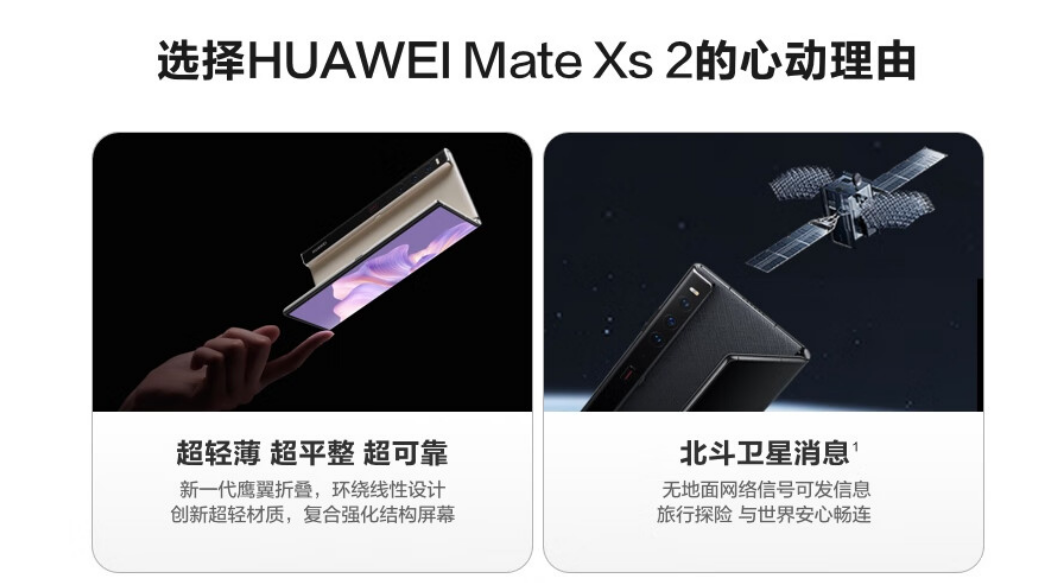 选择HUAWEI Mate Xs 2的心动理由
超轻薄 超平整 超可靠
新一代鹰翼折叠，环绕线性设计
创新超轻材质，复合强化结构屏幕
北斗卫星消息1
无地面网络信号可发信息
旅行探险 与世界安心畅连